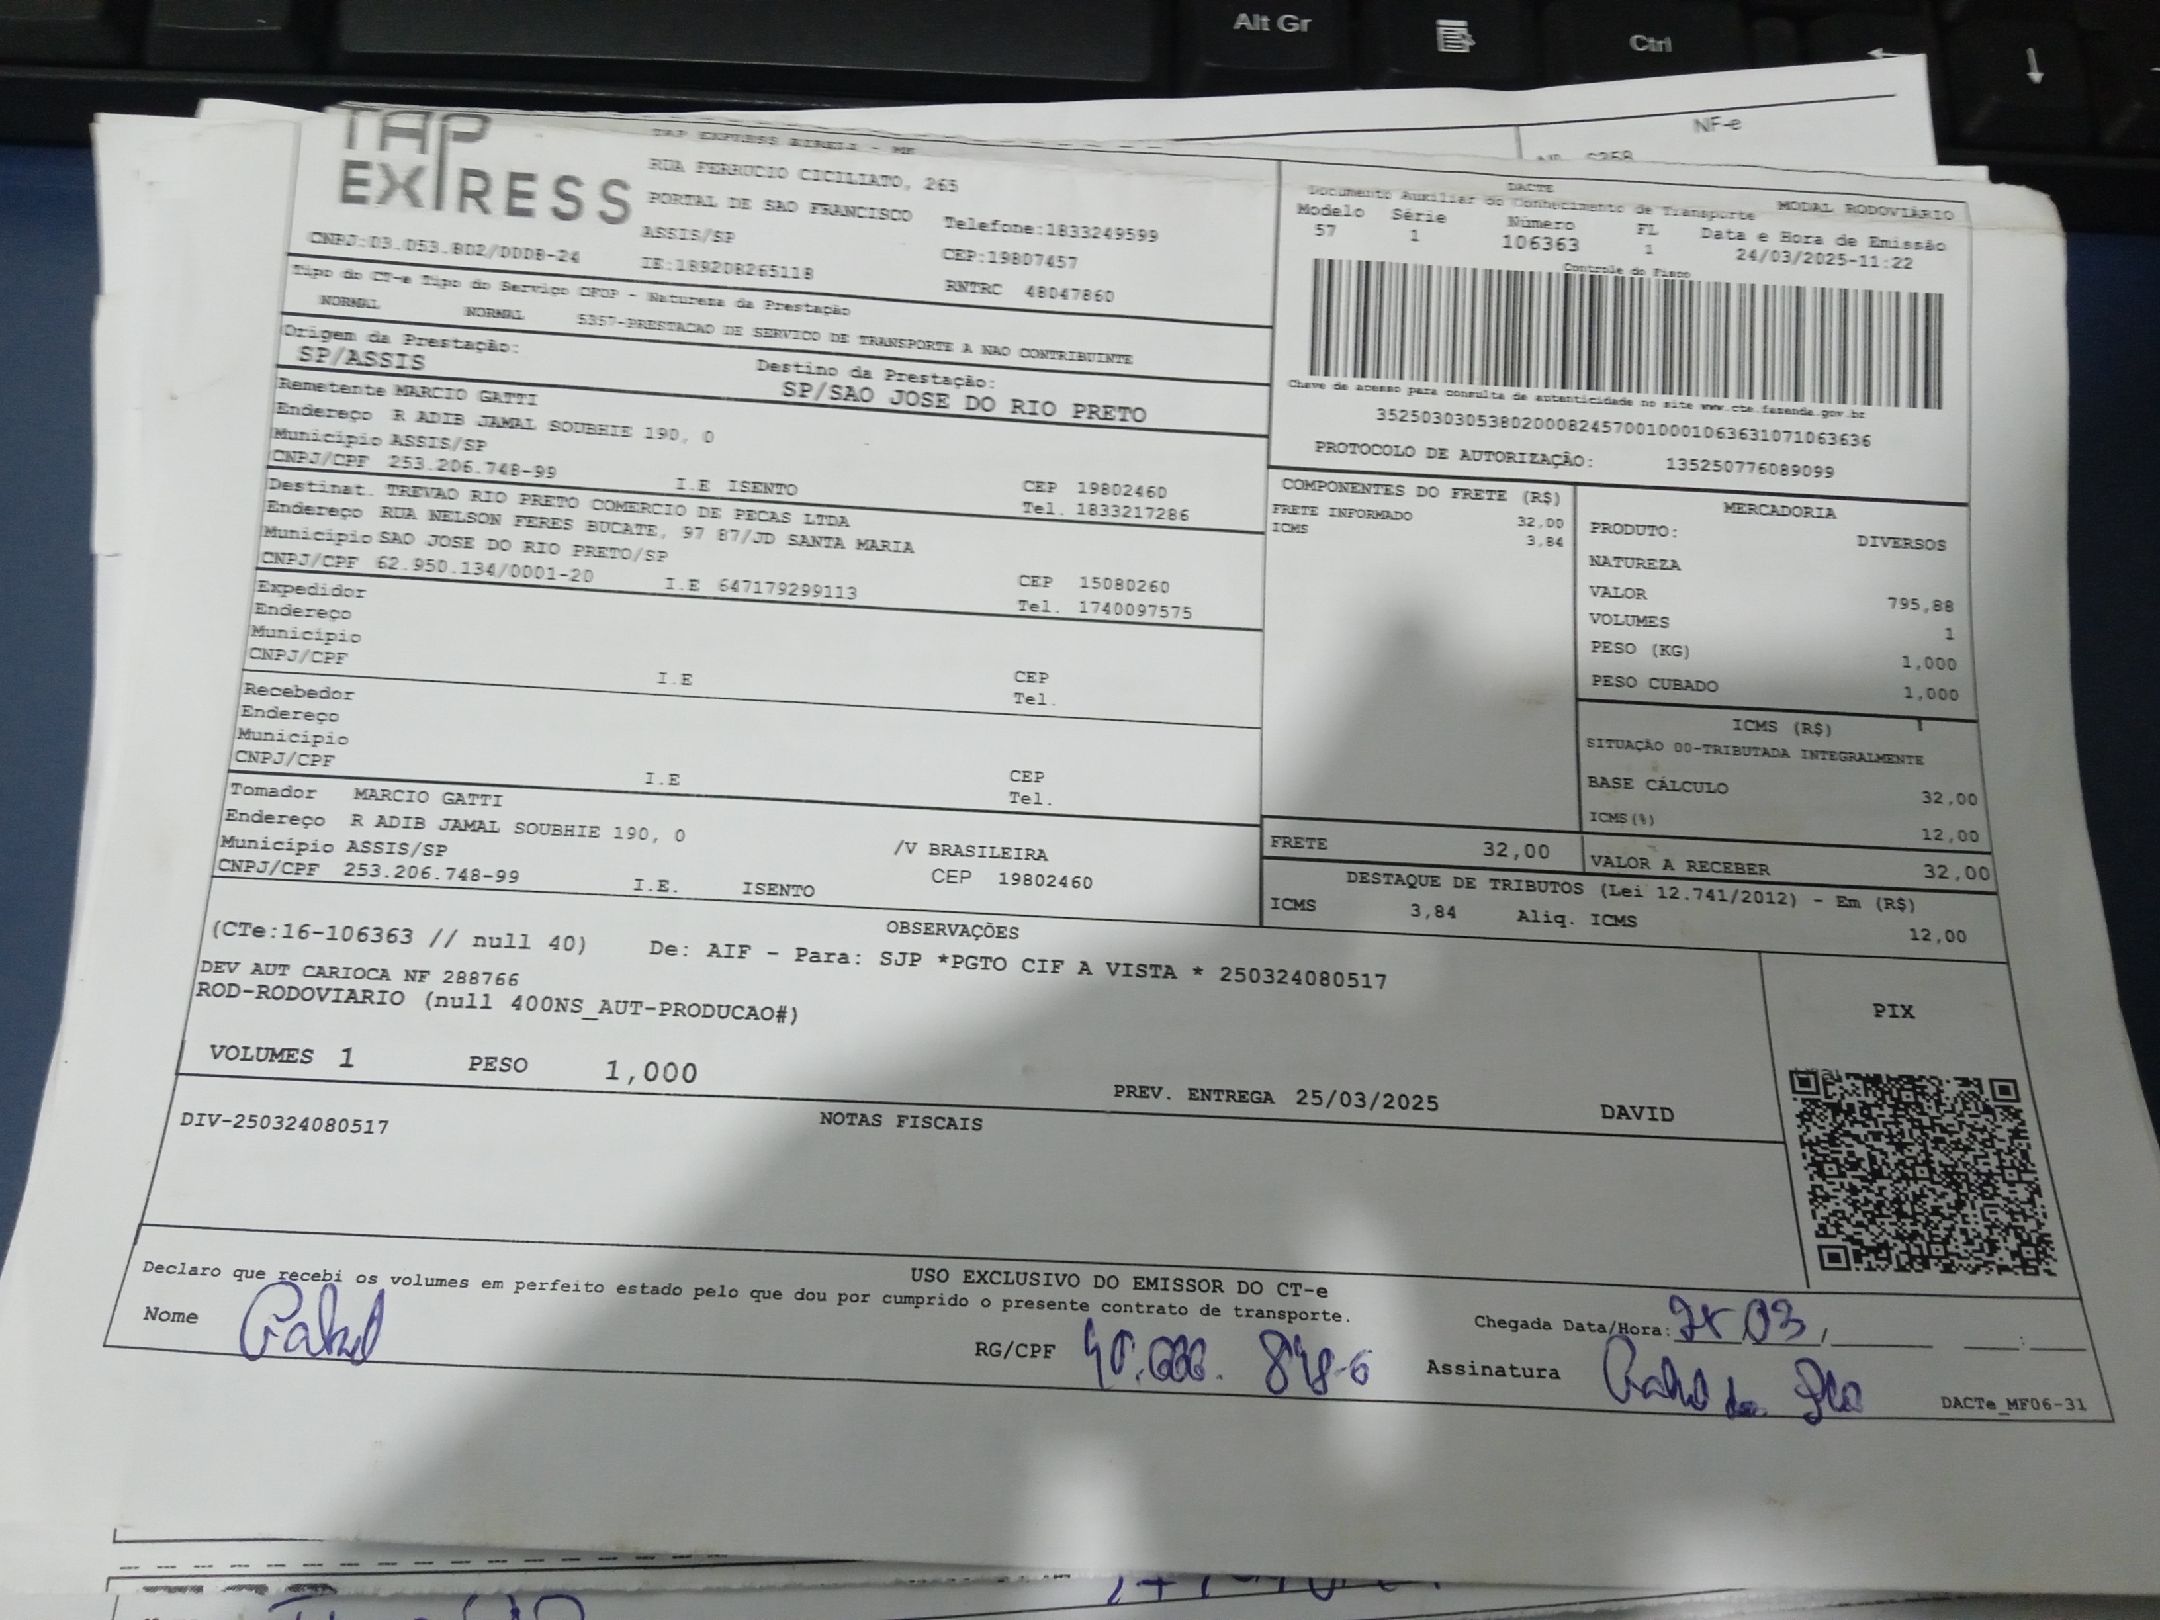 Alt Gr
Ctrl
NF-e
TAP EXPRESS
TAP EXPRESS EIRELI - ME
RUA FERRUCIO CICILIATO, 265
PORTAL DE SAO FRANCISCO
Telefone:1833249599
ASSIS/SP
CEP:19807457
CNPJ:03.053.802/0008-24
IE:189208265118
RNTRC 48047860
DACTE
Documento Auxiliar do Conhecimento de Transporte
MODAL RODOVIÁRIO
Modelo Série Número FL Data e Hora de Emissão
57 1 106363 1 24/03/2025-11:22
Controle do Fisco
Chave de acesso para consulta de autenticidade no site www.cte.fazenda.gov.br
35250303053802000824570010001063631071063636
PROTOCOLO DE AUTORIZAÇÃO: 135250776089099
Tipo do CT-e Tipo do Serviço CFOP - Natureza da Prestação
NORMAL NORMAL 5357-PRESTACAO DE SERVICO DE TRANSPORTE A NAO CONTRIBUINTE
Origem da Prestação:
SP/ASSIS
Destino da Prestação:
SP/SAO JOSE DO RIO PRETO
Remetente MARCIO GATTI
Endereço R ADIB JAMAL SOUBHIE 190, 0
Município ASSIS/SP
CEP 19802460
CNPJ/CPF 253.206.748-99 I.E ISENTO
Tel. 1833217286
Destinat. TREVAO RIO PRETO COMERCIO DE PECAS LTDA
Endereço RUA NELSON FERES BUCATE, 97 87/JD SANTA MARIA
Município SAO JOSE DO RIO PRETO/SP
CEP 15080260
CNPJ/CPF 62.950.134/0001-20 I.E 647179299113
Tel. 1740097575
Expedidor
Endereço
Município
CEP
CNPJ/CPF
I.E
Tel.
Recebedor
Endereço
Município
CEP
CNPJ/CPF
I.E
Tel.
Tomador MARCIO GATTI
Endereço R ADIB JAMAL SOUBHIE 190, 0
/V BRASILEIRA
Município ASSIS/SP
CEP 19802460
CNPJ/CPF 253.206.748-99 I.E. ISENTO
COMPONENTES DO FRETE (R$)
FRETE INFORMADO 32,00
ICMS 3,84
MERCADORIA
PRODUTO: DIVERSOS
NATUREZA
VALOR 795,88
VOLUMES 1
PESO (KG) 1,000
PESO CUBADO 1,000
ICMS (R$)
SITUAÇÃO 00-TRIBUTADA INTEGRALMENTE
BASE CÁLCULO 32,00
ICMS(%) 12,00
FRETE 32,00
VALOR A RECEBER 32,00
DESTAQUE DE TRIBUTOS (Lei 12.741/2012) - Em (R$)
ICMS 3,84 Aliq. ICMS 12,00
OBSERVAÇÕES
(CTe:16-106363 // null 40) De: AIF - Para: SJP *PGTO CIF A VISTA * 250324080517
DEV AUT CARIOCA NF 288766
ROD-RODOVIARIO (null 400NS_AUT-PRODUCAO#)
PIX
VOLUMES 1 PESO 1,000
PREV. ENTREGA 25/03/2025 DAVID
NOTAS FISCAIS
DIV-250324080517
USO EXCLUSIVO DO EMISSOR DO CT-e
Declaro que recebi os volumes em perfeito estado pelo que dou por cumprido o presente contrato de transporte.
Chegada Data/Hora:
Nome
RG/CPF
Assinatura
DACTe_MF06-31